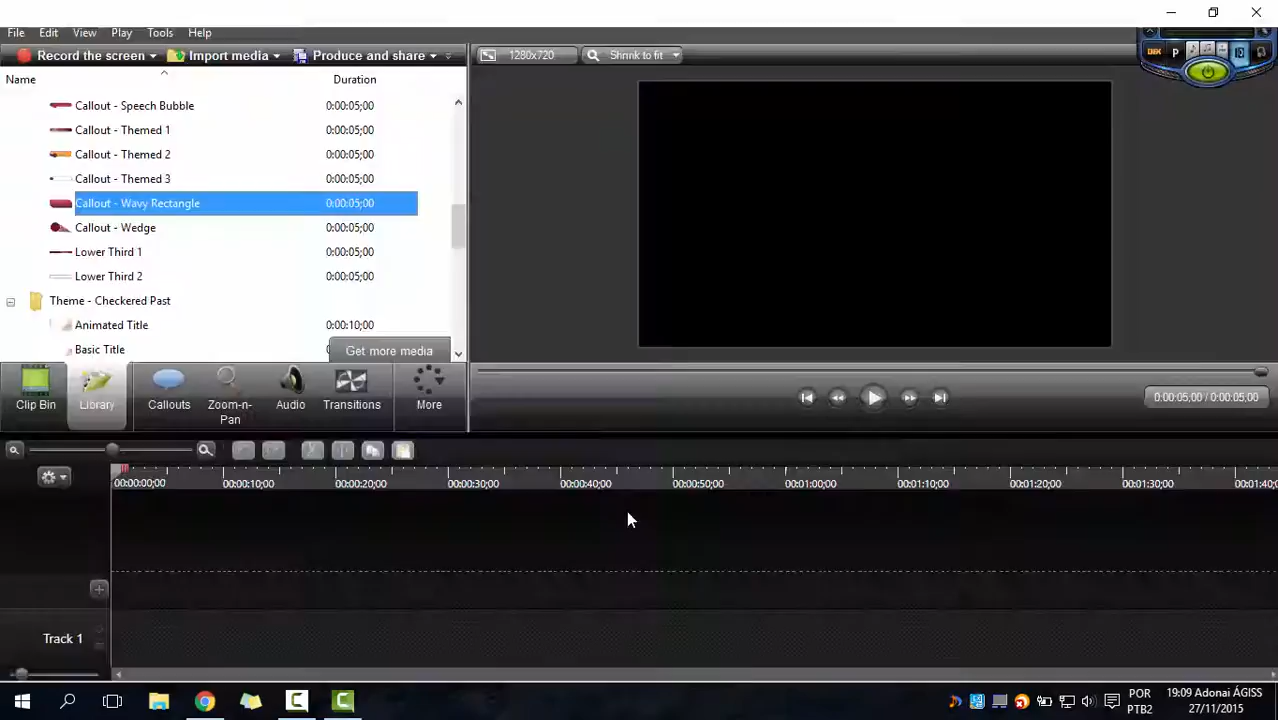 File Edit View Play Tools Help
Record the screen Import media Produce and share
1280x720 Shrink to fit
Name Duration
Callout - Speech Bubble 0:00:05;00
Callout - Themed 1 0:00:05;00
Callout - Themed 2 0:00:05;00
Callout - Themed 3 0:00:05;00
Callout - Wavy Rectangle 0:00:05;00
Callout - Wedge 0:00:05;00
Lower Third 1 0:00:05;00
Lower Third 2 0:00:05;00
Theme - Checkered Past
Animated Title 0:00:10;00
Basic Title
Get more media
Clip Bin Library Callouts Zoom-n-Pan Audio Transitions More
0:00:05;00 / 0:00:05;00
00:00:00;00 00:00:10;00 00:00:20;00 00:00:30;00 00:00:40;00 00:00:50;00 00:01:00;00 00:01:10;00 00:01:20;00 00:01:30;00 00:01:40;
Track 1
POR 19:09 Adonai ÁGISS
PTB2 27/11/2015